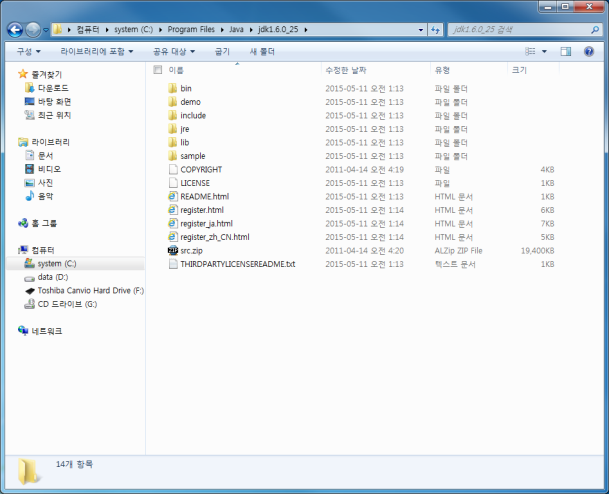 컴퓨터 ▸ system (C:) ▸ Program Files ▸ Java ▸ jdk1.6.0_25 ▸
jdk1.6.0_25 검색
구성 ▾ 라이브러리에 포함 ▾ 공유 대상 ▾ 굽기 새 폴더
즐겨찾기
다운로드
바탕 화면
최근 위치
라이브러리
문서
비디오
사진
음악
홈 그룹
컴퓨터
system (C:)
data (D:)
Toshiba Canvio Hard Drive (F:)
CD 드라이브 (G:)
네트워크
이름 수정한 날짜 유형 크기
bin 2015-05-11 오전 1:13 파일 폴더
demo 2015-05-11 오전 1:13 파일 폴더
include 2015-05-11 오전 1:13 파일 폴더
jre 2015-05-11 오전 1:13 파일 폴더
lib 2015-05-11 오전 1:13 파일 폴더
sample 2015-05-11 오전 1:13 파일 폴더
COPYRIGHT 2011-04-14 오전 4:19 파일 4KB
LICENSE 2015-05-11 오전 1:13 파일 1KB
README.html 2015-05-11 오전 1:13 HTML 문서 1KB
register.html 2015-05-11 오전 1:14 HTML 문서 6KB
register_ja.html 2015-05-11 오전 1:14 HTML 문서 7KB
register_zh_CN.html 2015-05-11 오전 1:14 HTML 문서 5KB
src.zip 2011-04-14 오전 4:20 ALZip ZIP File 19,400KB
THIRDPARTYLICENSEREADME.txt 2015-05-11 오전 1:13 텍스트 문서 1KB
14개 항목